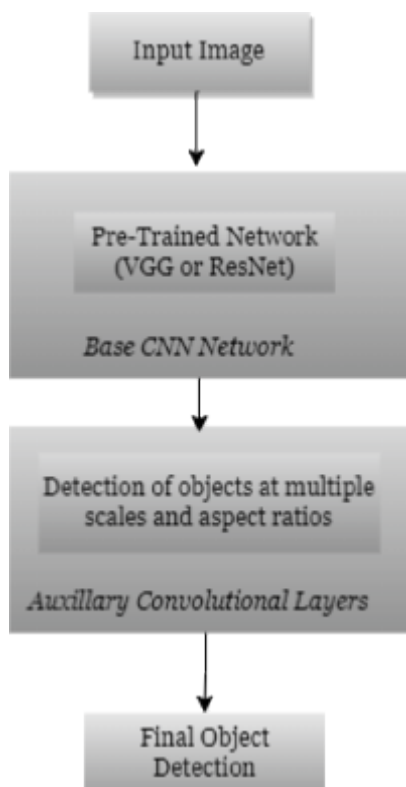 Input Image
Pre-Trained Network
(VGG or ResNet)
Base CNN Network
Detection of objects at multiple
scales and aspect ratios
Auxillary Convolutional Layers
Final Object
Detection